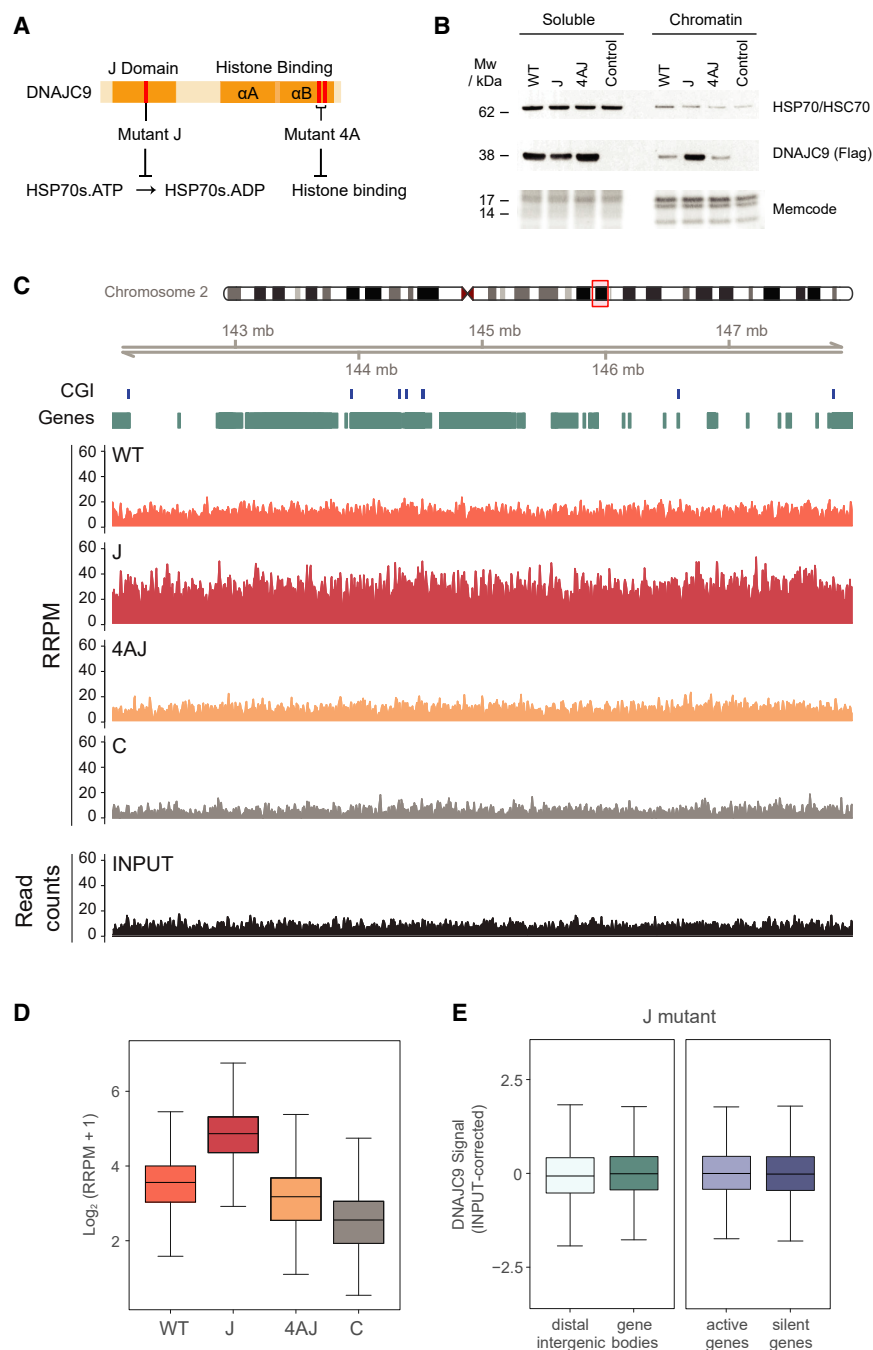 A
J Domain
Histone Binding
DNAJC9
αA
αB
Mutant J
Mutant 4A
HSP70s.ATP → HSP70s.ADP
Histone binding
B
Soluble
Chromatin
Mw
/ kDa
WT
J
4AJ
Control
WT
J
4AJ
Control
62
HSP70/HSC70
38
DNAJC9 (Flag)
17
14
Memcode
C
Chromosome 2
143 mb
145 mb
147 mb
144 mb
146 mb
CGI
Genes
RRPM
WT
60
40
20
0
J
60
40
20
0
4AJ
60
40
20
0
C
60
40
20
0
Read
counts
INPUT
60
40
20
0
D
Log₂ (RRPM + 1)
6
4
2
WT
J
4AJ
C
E
J mutant
DNAJC9 Signal
(INPUT-corrected)
2.5
0
−2.5
distal
intergenic
gene
bodies
active
genes
silent
genes